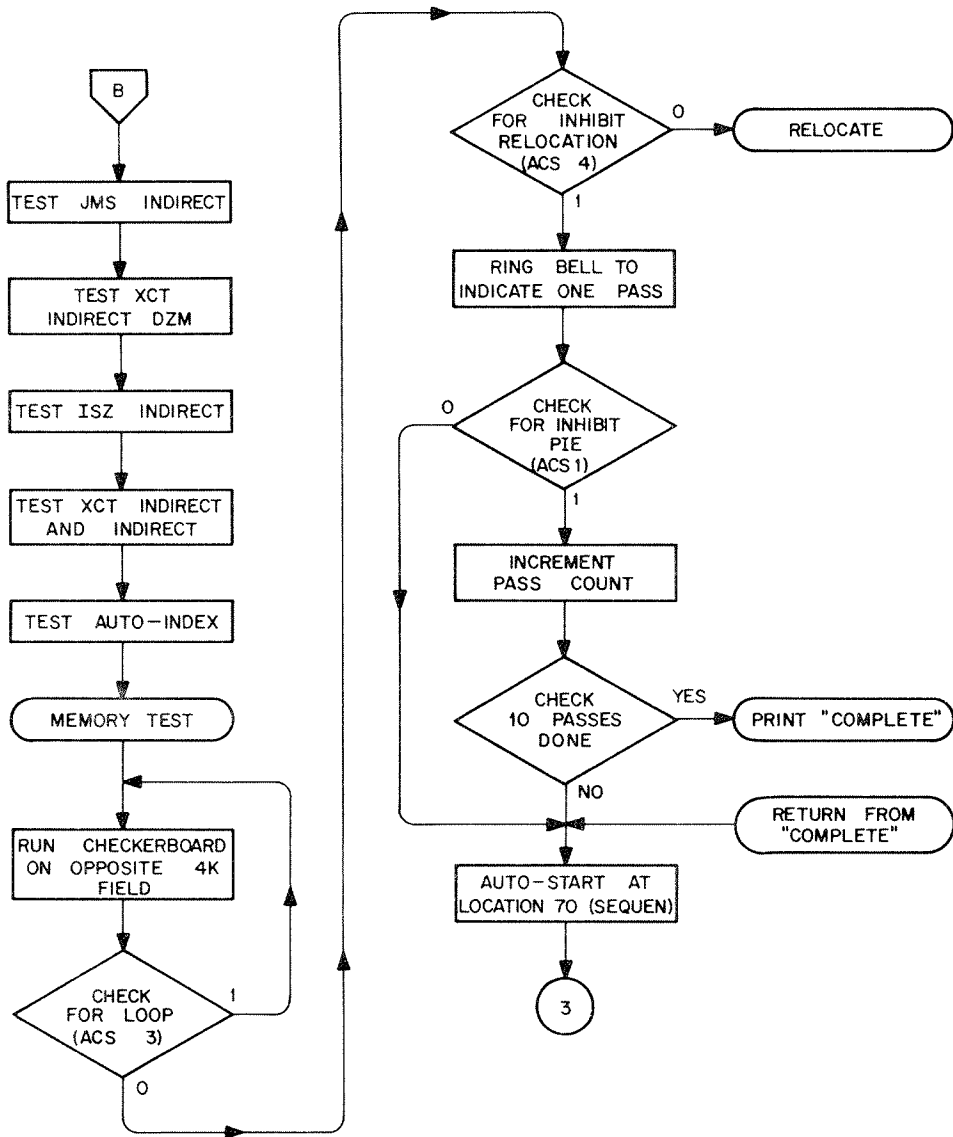 B
TEST JMS INDIRECT
TEST XCT
INDIRECT DZM
TEST ISZ INDIRECT
TEST XCT INDIRECT
AND INDIRECT
TEST AUTO-INDEX
MEMORY TEST
RUN CHECKERBOARD
ON OPPOSITE 4K
FIELD
CHECK
FOR LOOP
(ACS 3)
1
0
CHECK
FOR INHIBIT
RELOCATION
(ACS 4)
0
RELOCATE
1
RING BELL TO
INDICATE ONE PASS
0
CHECK
FOR INHIBIT
PIE
(ACS1)
1
INCREMENT
PASS COUNT
CHECK
10 PASSES
DONE
YES
PRINT "COMPLETE"
NO
RETURN FROM
"COMPLETE"
AUTO-START AT
LOCATION 70 (SEQUEN)
3